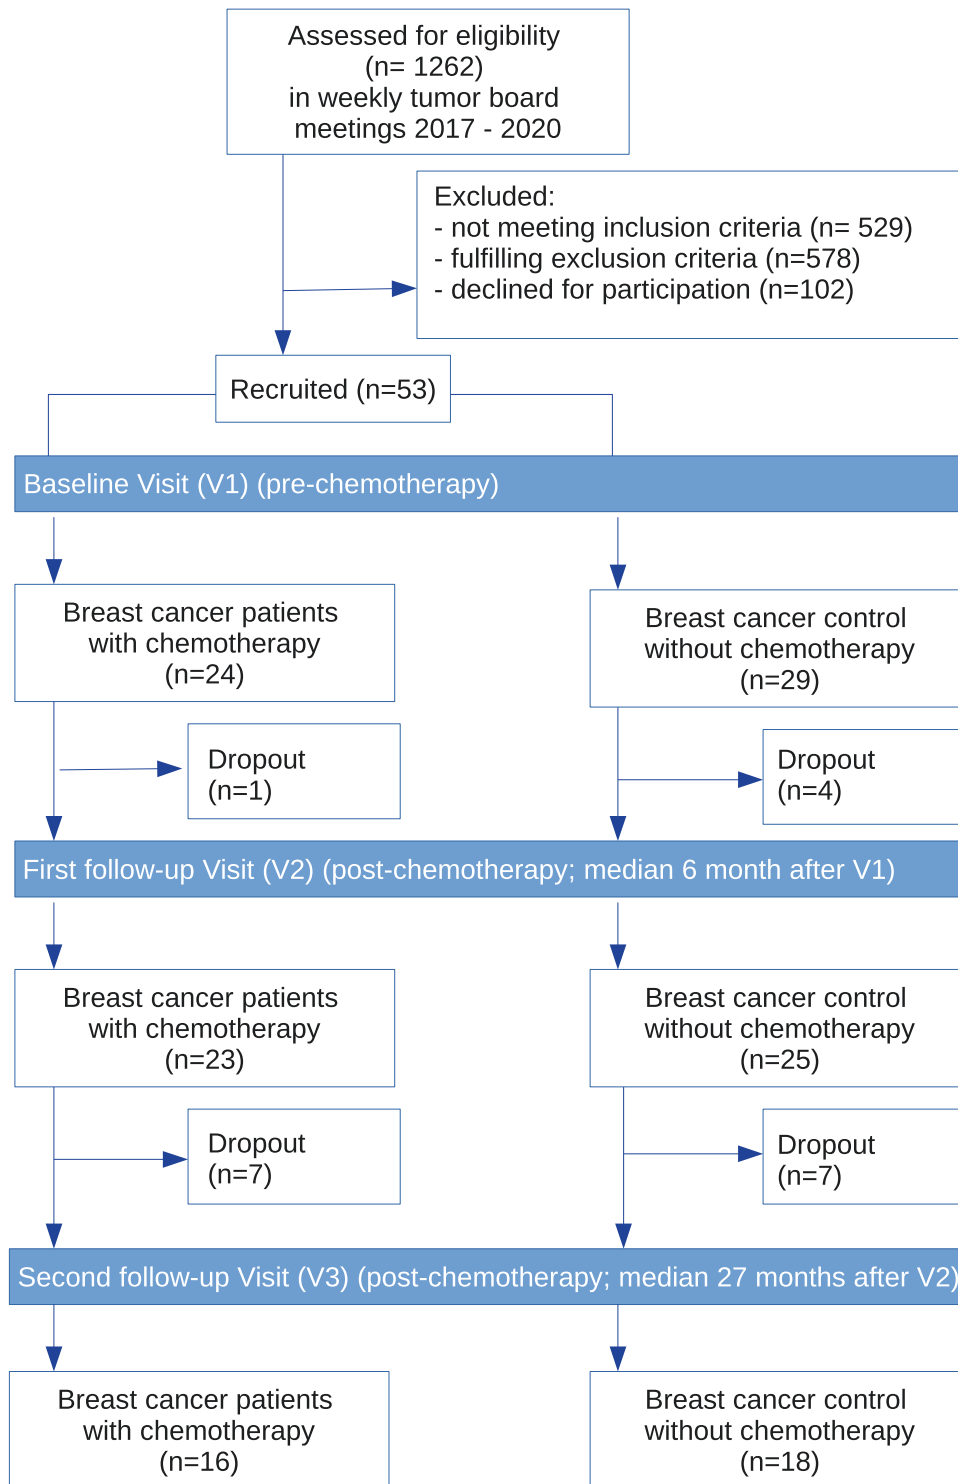 Assessed for eligibility
(n= 1262)
in weekly tumor board
meetings 2017 - 2020
Excluded:
- not meeting inclusion criteria (n= 529)
- fulfilling exclusion criteria (n=578)
- declined for participation (n=102)
Recruited (n=53)
Baseline Visit (V1) (pre-chemotherapy)
Breast cancer patients
with chemotherapy
(n=24)
Breast cancer control
without chemotherapy
(n=29)
Dropout
(n=1)
Dropout
(n=4)
First follow-up Visit (V2) (post-chemotherapy; median 6 month after V1)
Breast cancer patients
with chemotherapy
(n=23)
Breast cancer control
without chemotherapy
(n=25)
Dropout
(n=7)
Dropout
(n=7)
Second follow-up Visit (V3) (post-chemotherapy; median 27 months after V2)
Breast cancer patients
with chemotherapy
(n=16)
Breast cancer control
without chemotherapy
(n=18)